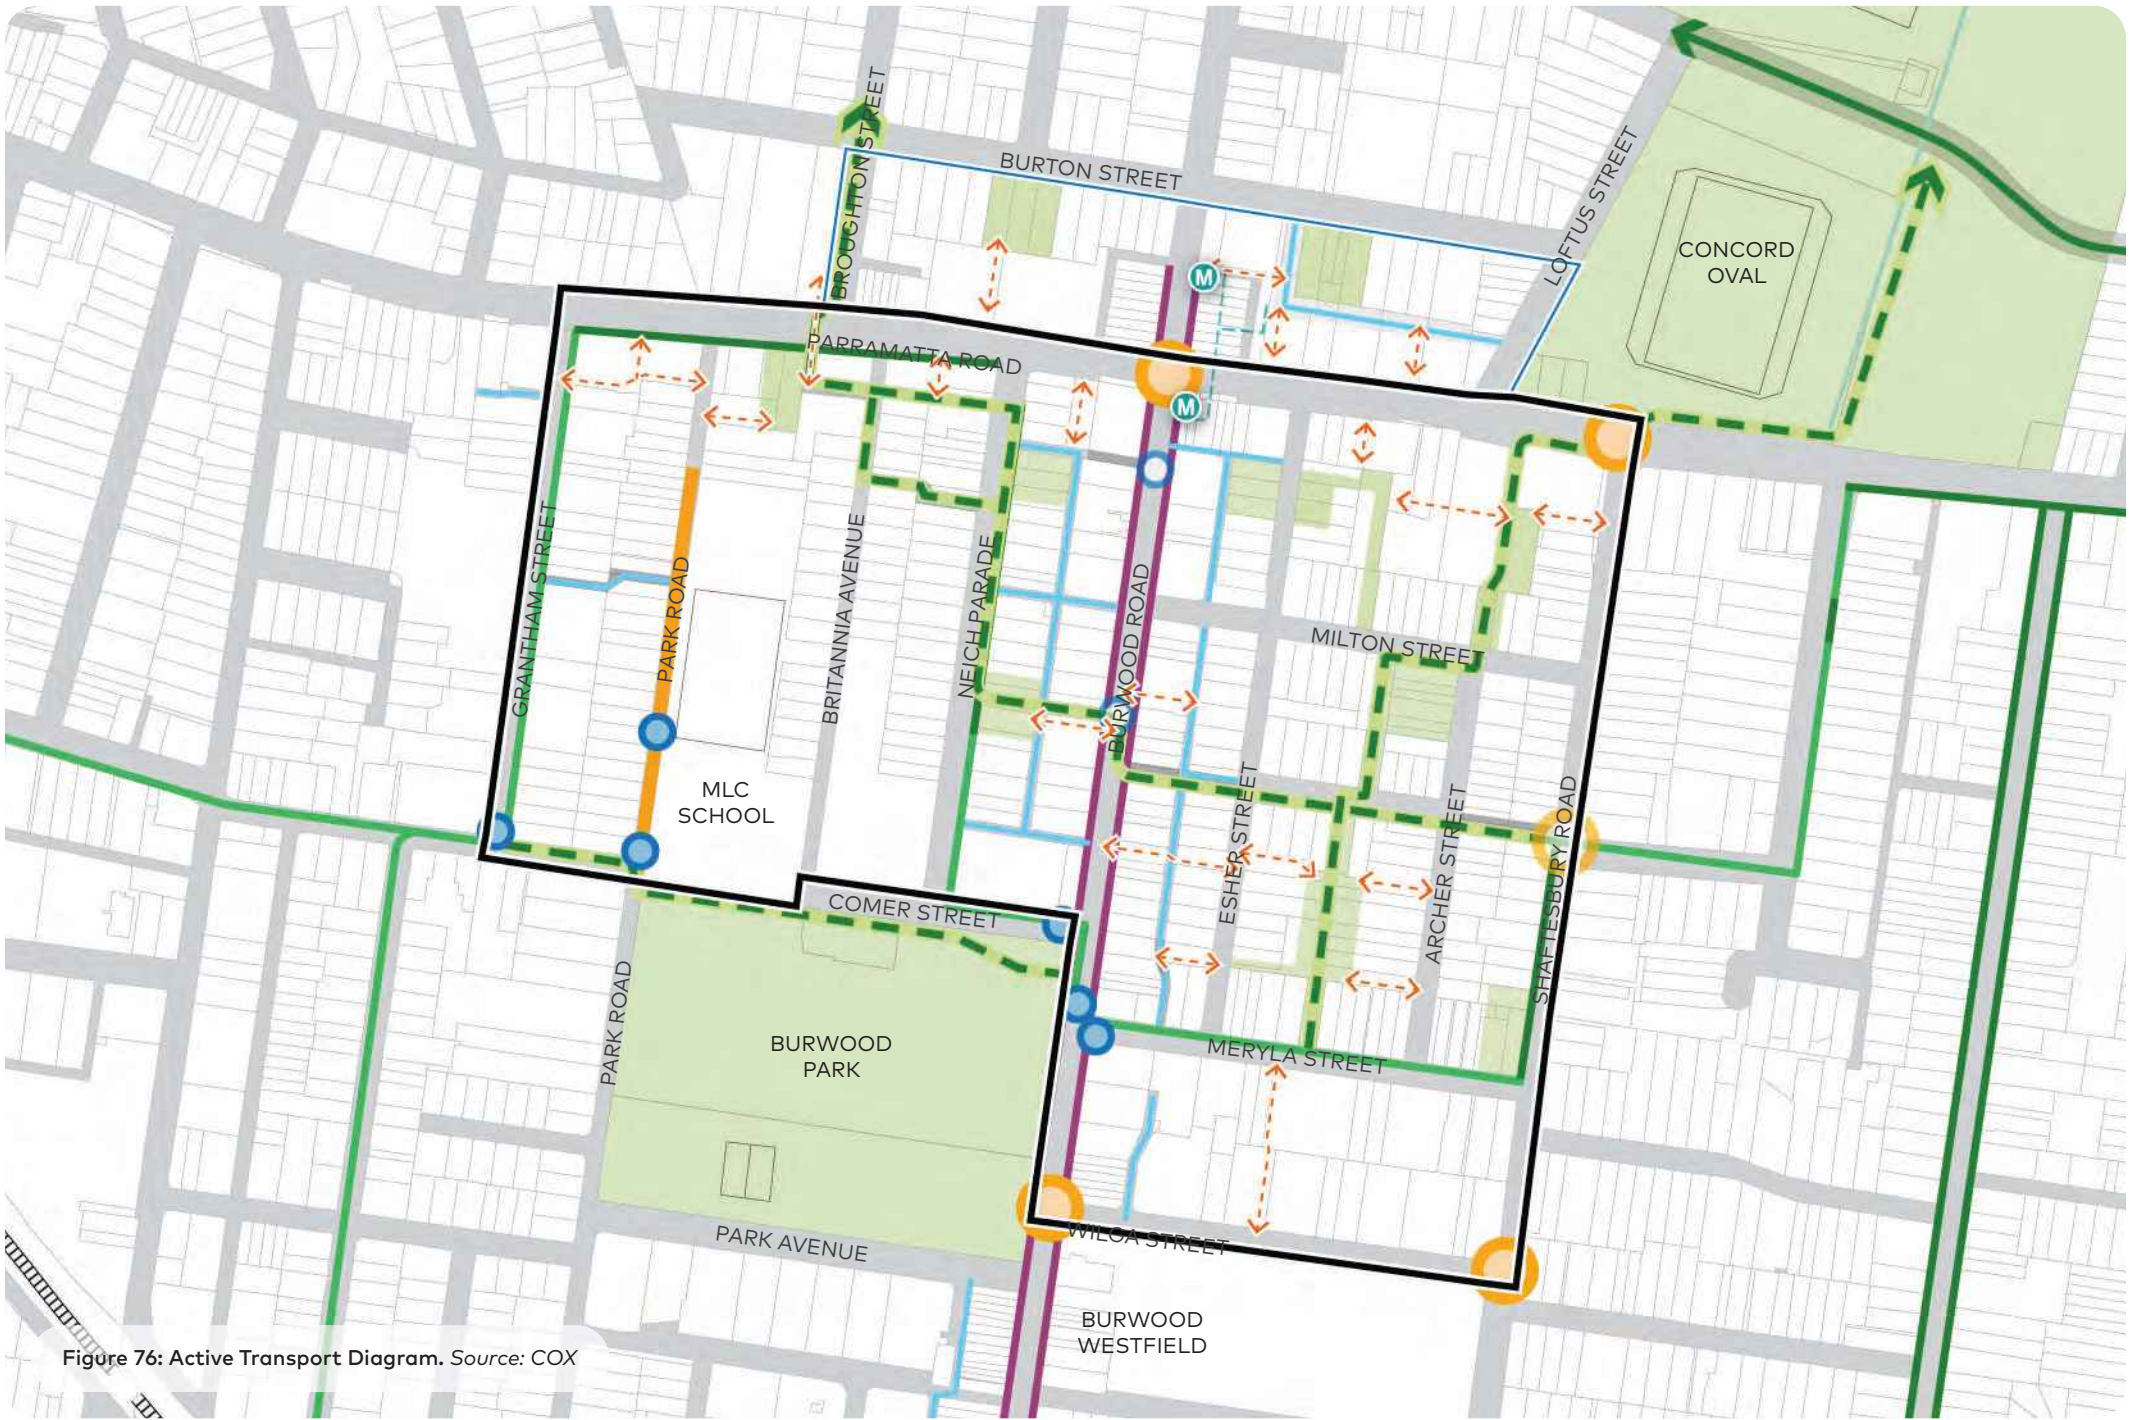 BROUGHTON STREET
BURTON STREET
LOFTUS STREET
CONCORD
OVAL
M
PARRAMATTA ROAD
M
GRANTHAM STREET
PARK ROAD
BRITANNIA AVENUE
NEICH PARADE
BURWOOD ROAD
MILTON STREET
MLC
SCHOOL
ESHER STREET
ARCHER STREET
SHAFTESBURY ROAD
COMER STREET
PARK ROAD
BURWOOD
PARK
MERYLA STREET
PARK AVENUE
WILGA STREET
BURWOOD
WESTFIELD
Figure 76: Active Transport Diagram. Source: COX